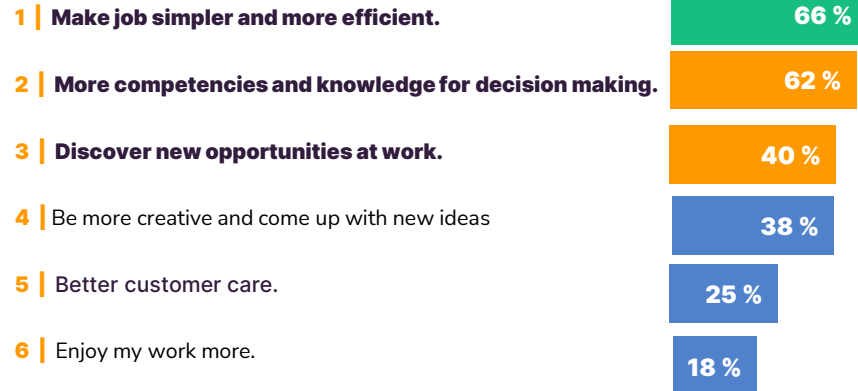 1 | Make job simpler and more efficient. 66 %
2 | More competencies and knowledge for decision making. 62 %
3 | Discover new opportunities at work. 40 %
4 | Be more creative and come up with new ideas 38 %
5 | Better customer care. 25 %
6 | Enjoy my work more. 18 %